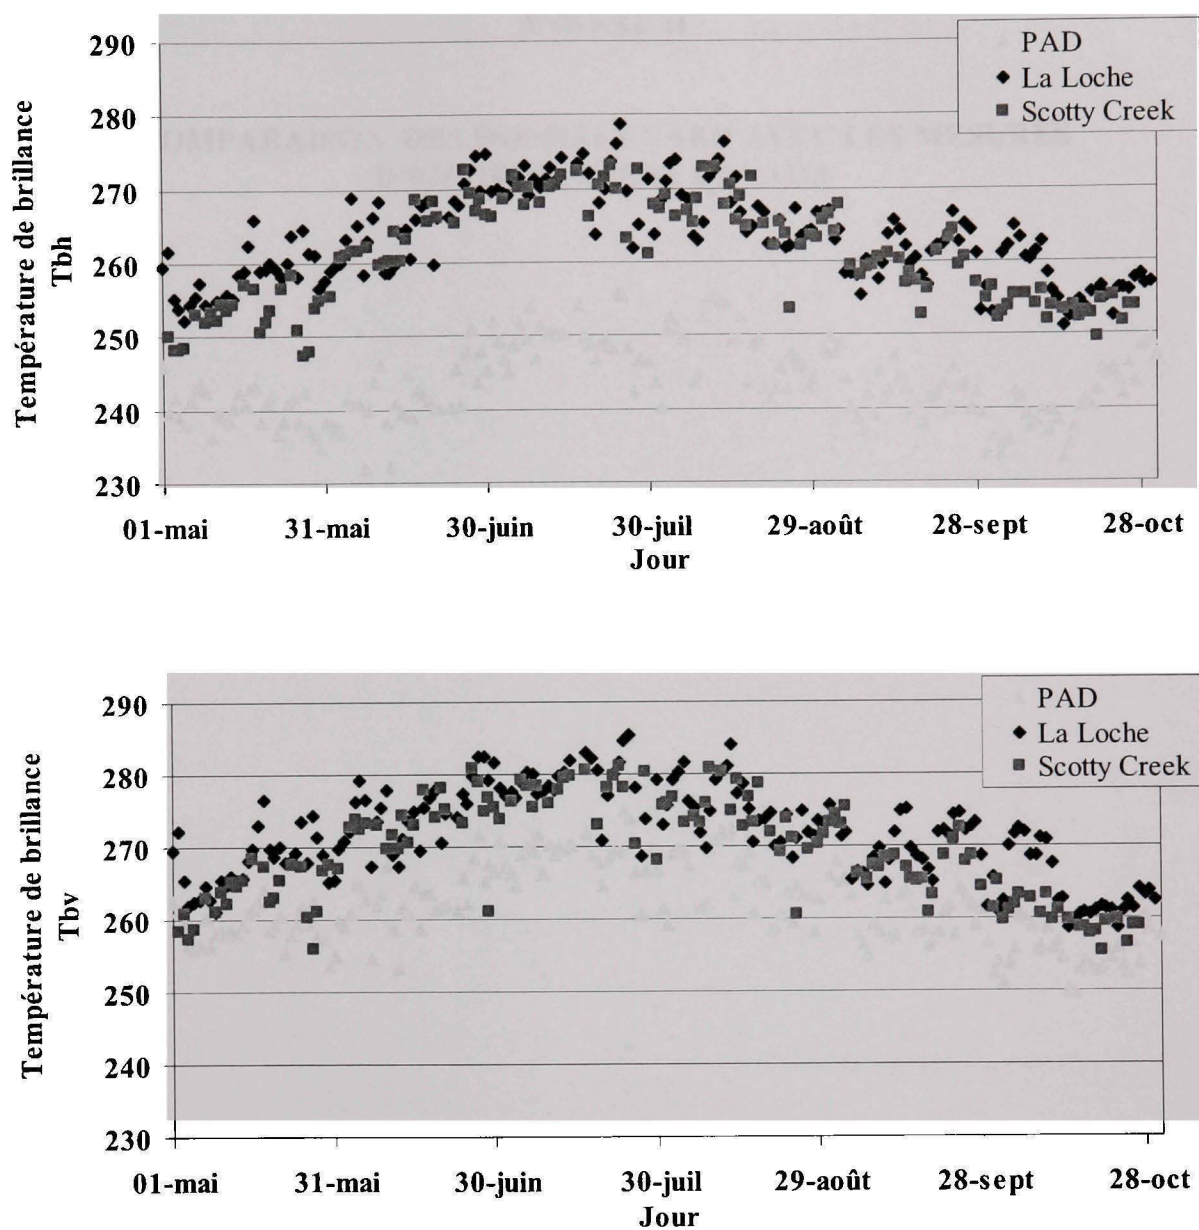 290
280
270
260
250
240
230
Température de brillance
Tbh
PAD
La Loche
Scotty Creek
01-mai 31-mai 30-juin 30-juil 29-août 28-sept 28-oct
Jour
290
280
270
260
250
240
230
Température de brillance
Tbv
PAD
La Loche
Scotty Creek
01-mai 31-mai 30-juin 30-juil 29-août 28-sept 28-oct
Jour